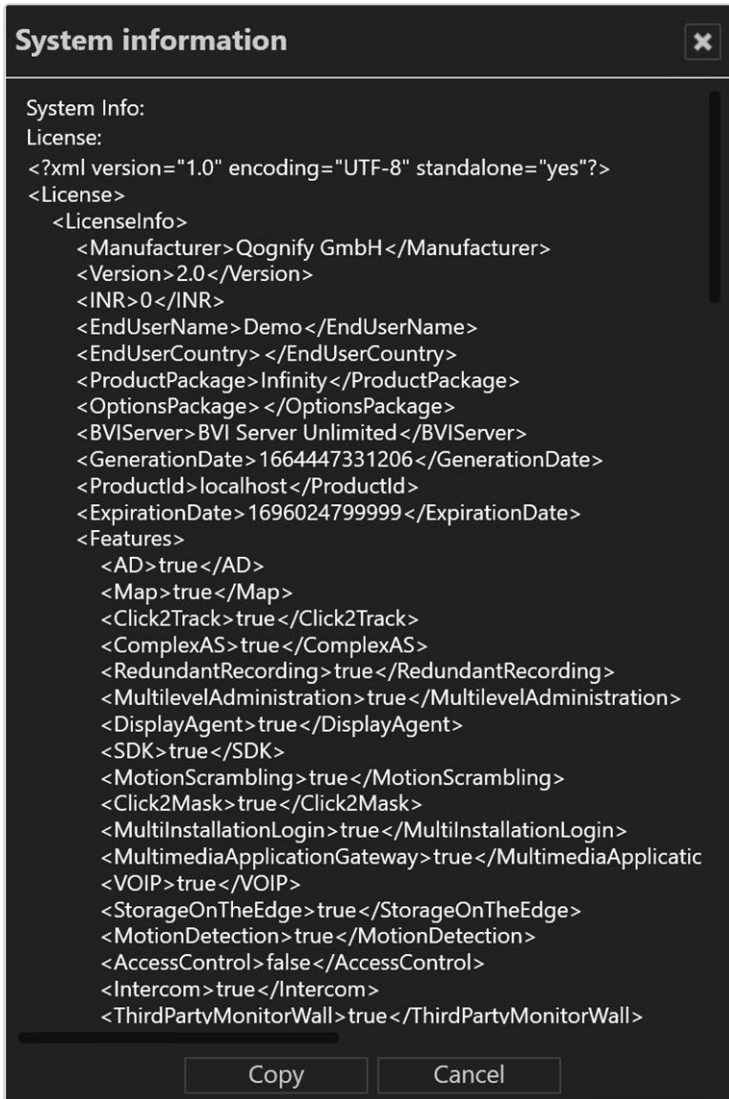 System information
System Info:
License:
<?xml version="1.0" encoding="UTF-8" standalone="yes"?>
<License>
<LicenseInfo>
<Manufacturer>Qognify GmbH</Manufacturer>
<Version>2.0</Version>
<INR>0</INR>
<EndUserName>Demo</EndUserName>
<EndUserCountry></EndUserCountry>
<ProductPackage>Infinity</ProductPackage>
<OptionsPackage></OptionsPackage>
<BVIServer>BVI Server Unlimited</BVIServer>
<GenerationDate>1664447331206</GenerationDate>
<ProductId>localhost</ProductId>
<ExpirationDate>1696024799999</ExpirationDate>
<Features>
<AD>true</AD>
<Map>true</Map>
<Click2Track>true</Click2Track>
<ComplexAS>true</ComplexAS>
<RedundantRecording>true</RedundantRecording>
<MultilevelAdministration>true</MultilevelAdministration>
<DisplayAgent>true</DisplayAgent>
<SDK>true</SDK>
<MotionScrambling>true</MotionScrambling>
<Click2Mask>true</Click2Mask>
<MultiInstallationLogin>true</MultiInstallationLogin>
<MultimediaApplicationGateway>true</MultimediaApplicatic
<VOIP>true</VOIP>
<StorageOnTheEdge>true</StorageOnTheEdge>
<MotionDetection>true</MotionDetection>
<AccessControl>false</AccessControl>
<Intercom>true</Intercom>
<ThirdPartyMonitorWall>true</ThirdPartyMonitorWall>
Copy
Cancel